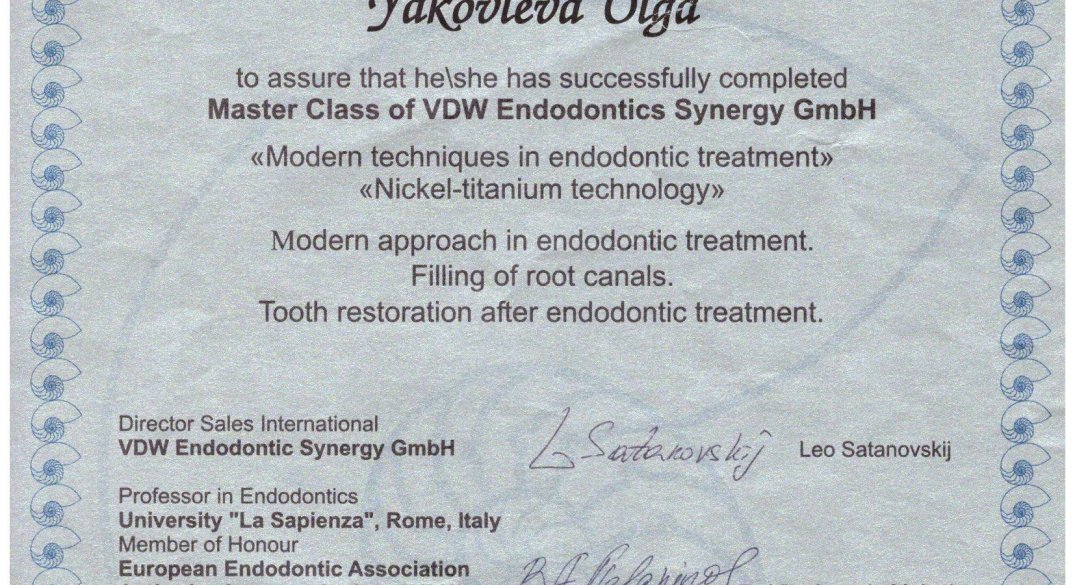 Yakovleva Olga
to assure that he\she has successfully completed
Master Class of VDW Endodontics Synergy GmbH
«Modern techniques in endodontic treatment»
«Nickel-titanium technology»
Modern approach in endodontic treatment.
Filling of root canals.
Tooth restoration after endodontic treatment.
Director Sales International
VDW Endodontic Synergy GmbH
L Satanovskij Leo Satanovskij
Professor in Endodontics
University "La Sapienza", Rome, Italy
Member of Honour
European Endodontic Association